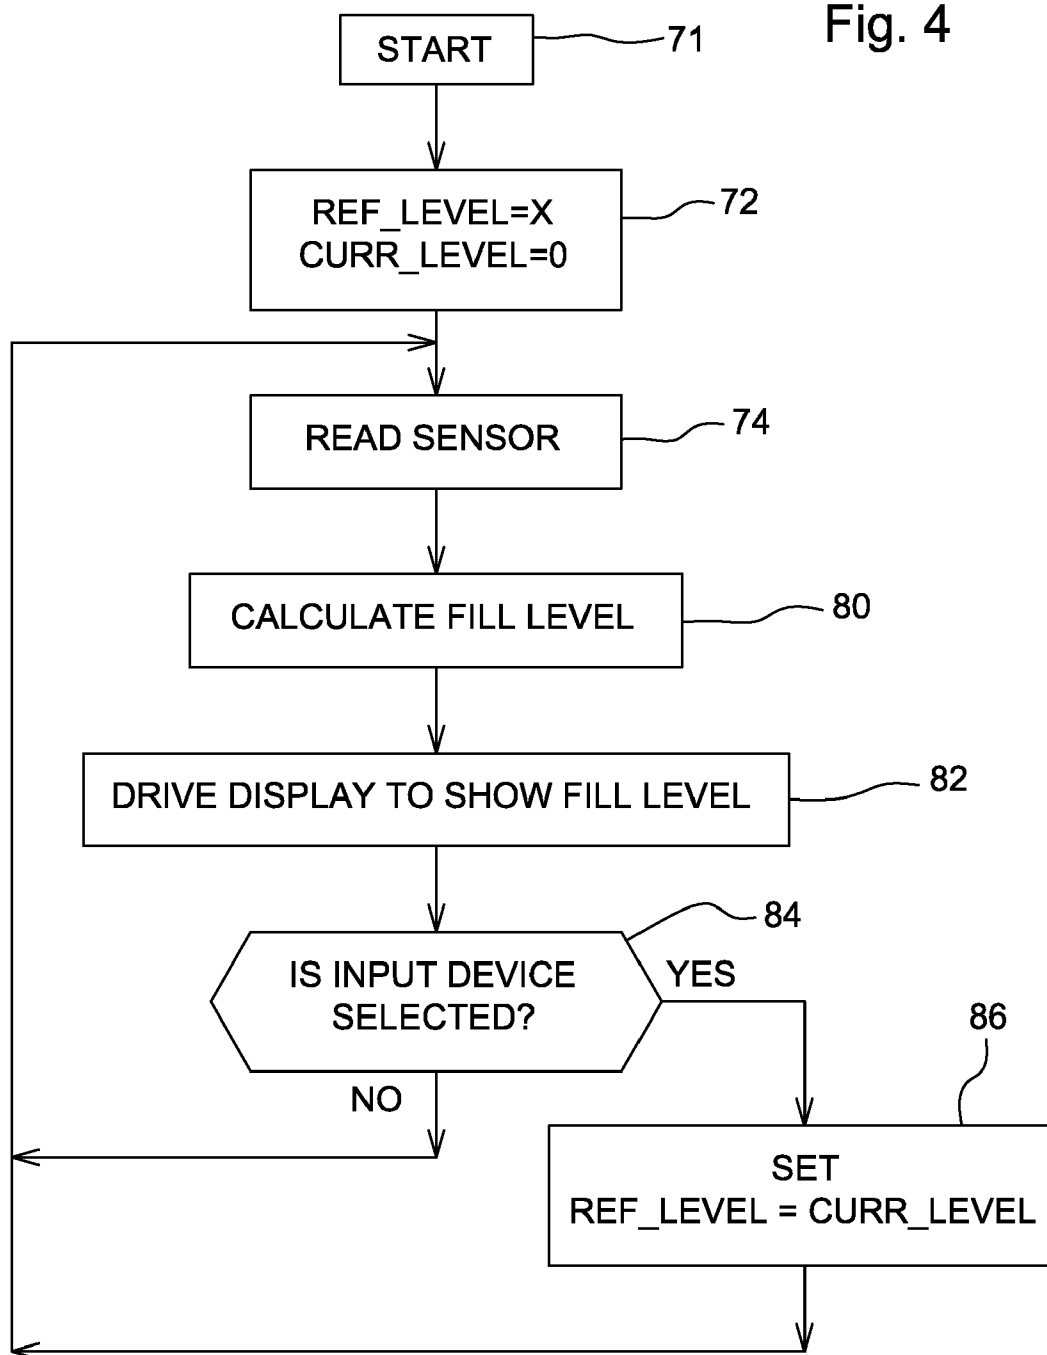 Fig. 4
START
71
REF_LEVEL=X
CURR_LEVEL=0
72
READ SENSOR
74
CALCULATE FILL LEVEL
80
DRIVE DISPLAY TO SHOW FILL LEVEL
82
84
IS INPUT DEVICE
SELECTED?
YES
NO
86
SET
REF_LEVEL = CURR_LEVEL